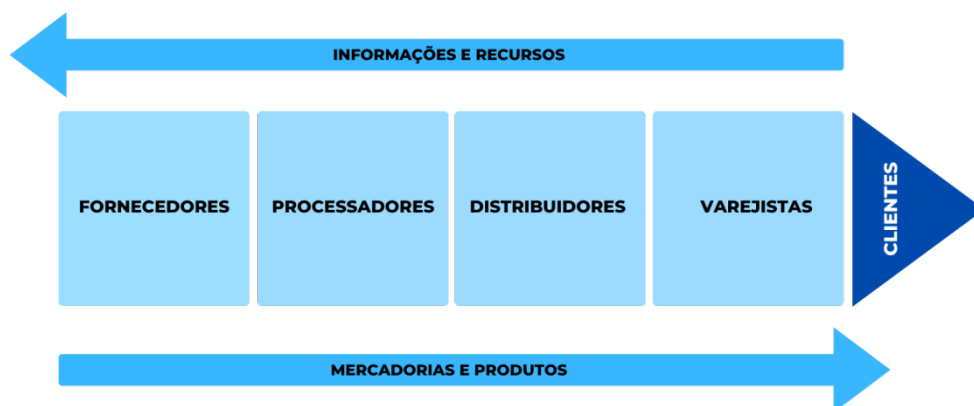 INFORMAÇÕES E RECURSOS
FORNECEDORES
PROCESSADORES
DISTRIBUIDORES
VAREJISTAS
CLIENTES
MERCADORIAS E PRODUTOS